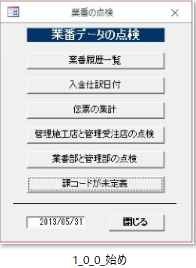 業番の点検
業番データの点検
業番履歴一覧
入金仕訳日付
伝票の集計
管理施工店と管理受注店の点検
業番部と管理部の点検
課コードが未定義
2013/05/31
閉じる
1_0_0_始め